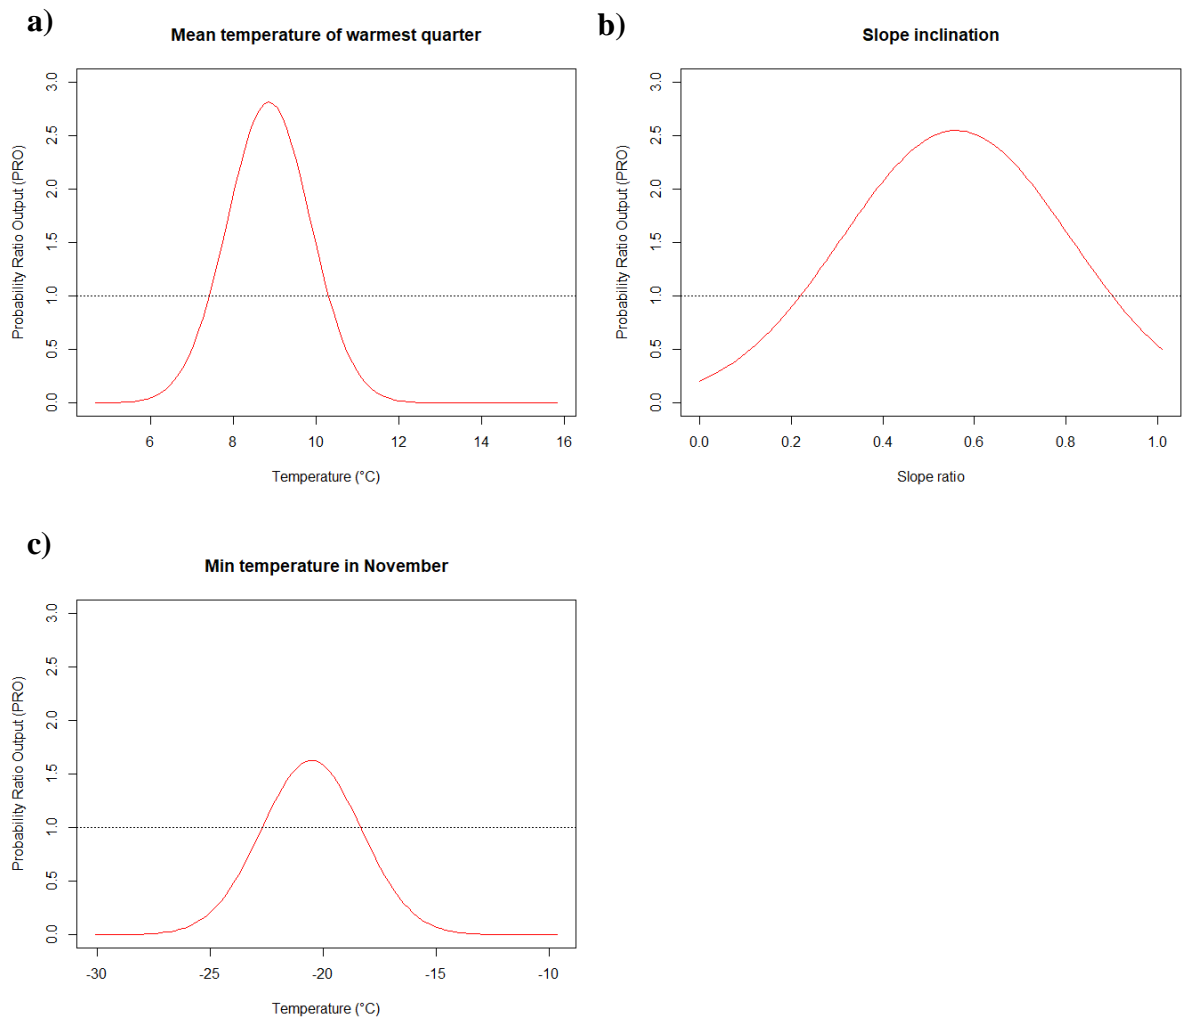 a)
Mean temperature of warmest quarter
Probability Ratio Output (PRO)
3.0
2.5
2.0
1.5
1.0
0.5
0.0
6 8 10 12 14 16
Temperature (°C)
b)
Slope inclination
Probability Ratio Output (PRO)
3.0
2.5
2.0
1.5
1.0
0.5
0.0
0.0 0.2 0.4 0.6 0.8 1.0
Slope ratio
c)
Min temperature in November
Probability Ratio Output (PRO)
3.0
2.5
2.0
1.5
1.0
0.5
0.0
-30 -25 -20 -15 -10
Temperature (°C)